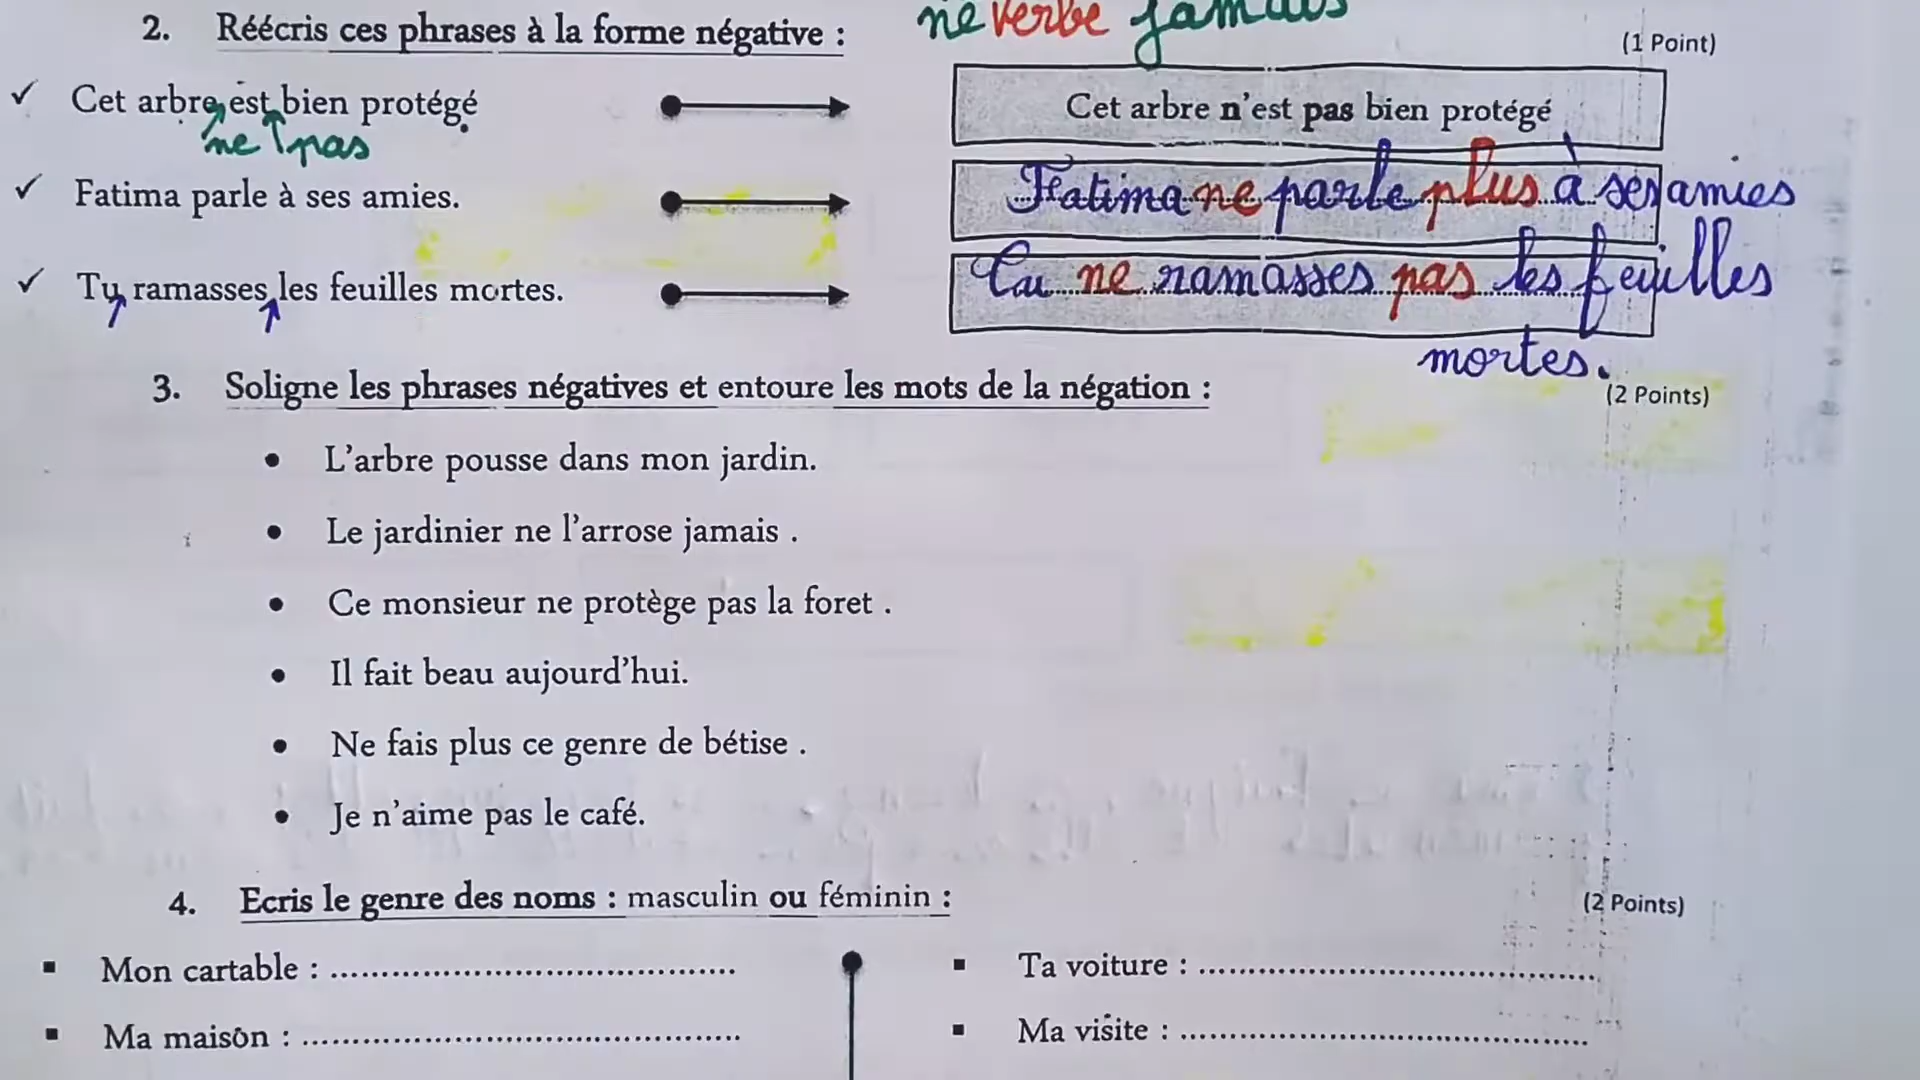 ne verbe jamais
2. Réécris ces phrases à la forme négative :
(1 Point)
✓ Cet arbre est bien protégé
ne pas
Cet arbre n'est pas bien protégé
✓ Fatima parle à ses amies.
Fatima ne parle plus à ses amies
✓ Tu ramasses les feuilles mortes.
Tu ne ramasses pas les feuilles
mortes.
3. Soligne les phrases négatives et entoure les mots de la négation :
(2 Points)
• L'arbre pousse dans mon jardin.
• Le jardinier ne l'arrose jamais .
• Ce monsieur ne protège pas la foret .
• Il fait beau aujourd'hui.
• Ne fais plus ce genre de bétise .
• Je n'aime pas le café.
4. Ecris le genre des noms : masculin ou féminin :
(2 Points)
▪ Mon cartable : ..........................................
▪ Ta voiture : ..........................................
▪ Ma maison : ..........................................
▪ Ma visite : ..........................................